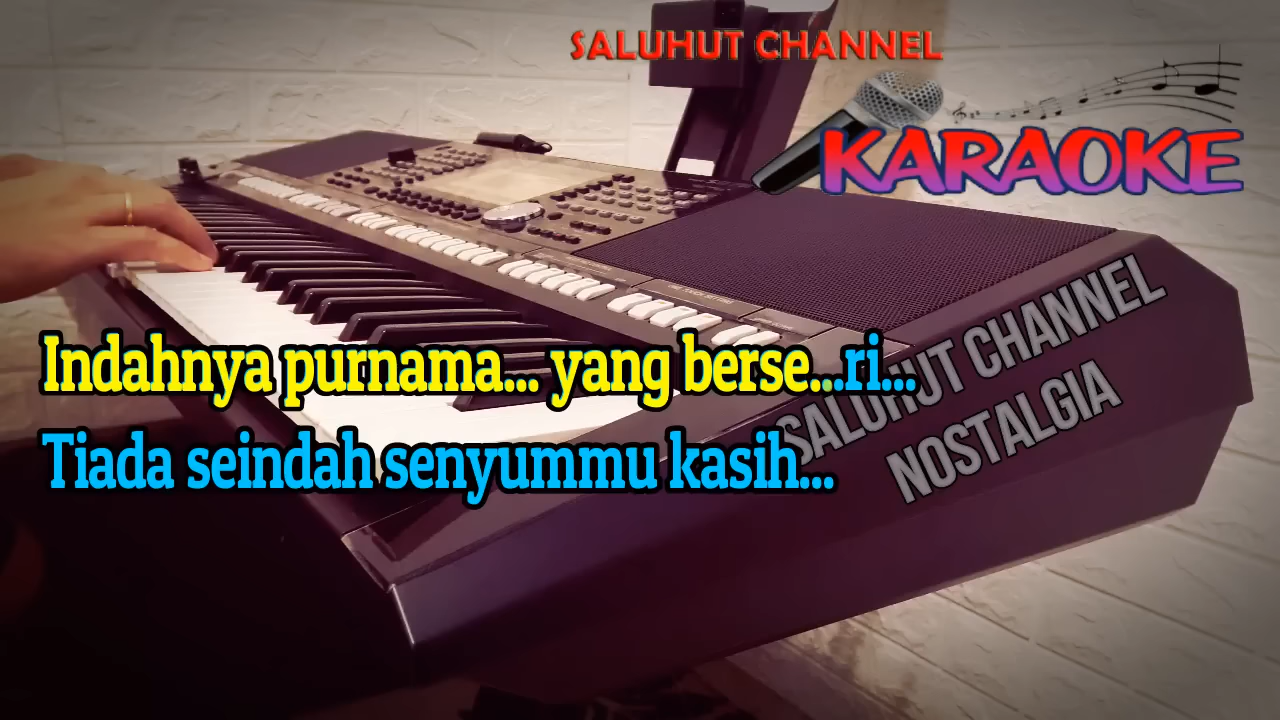 SALUHUT CHANNEL
KARAOKE
SALUHUT CHANNEL
NOSTALGIA
Indahnya purnama... yang berse...ri...
Tiada seindah senyummu kasih...